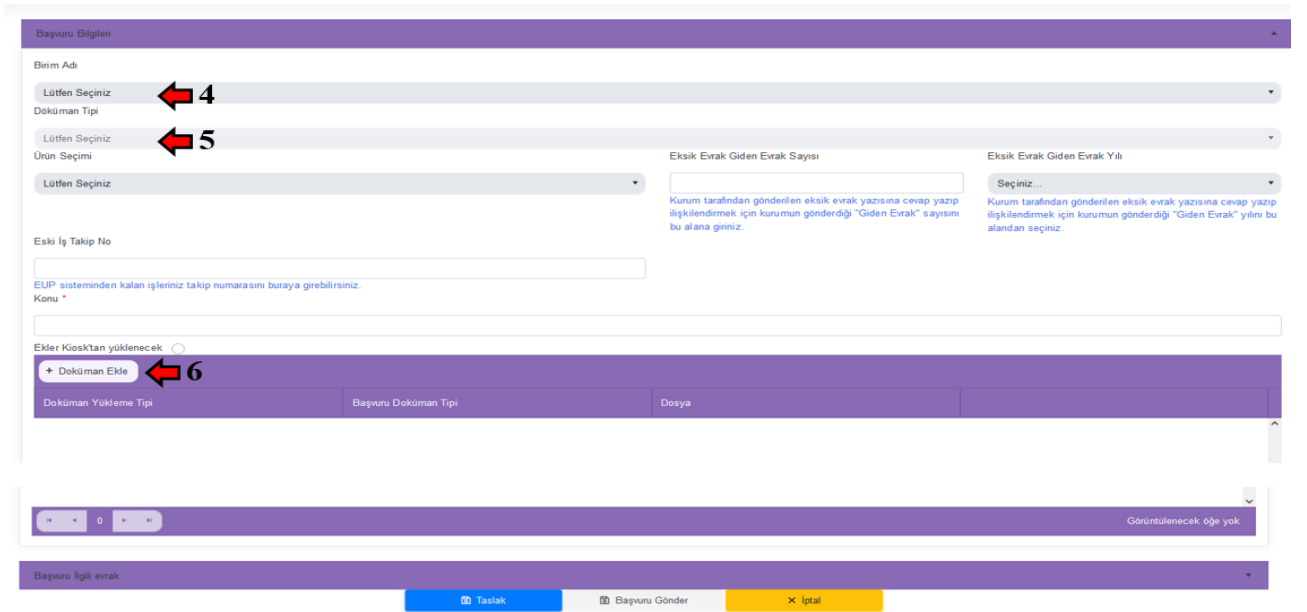 Başvuru Bilgileri
Birim Adı
Lütfen Seçiniz
4
Döküman Tipi
Lütfen Seçiniz
5
Ürün Seçimi
Eksik Evrak Giden Evrak Sayısı
Eksik Evrak Giden Evrak Yılı
Lütfen Seçiniz
Seçiniz...
Kurum tarafından gönderilen eksik evrak yazısına cevap yazıp
ilişkilendirmek için kurumun gönderdiği "Giden Evrak" sayısını
bu alana giriniz.
Kurum tarafından gönderilen eksik evrak yazısına cevap yazıp
ilişkilendirmek için kurumun gönderdiği "Giden Evrak" yılını bu
alandan seçiniz.
Eski İş Takip No
EUP sisteminden kalan işleriniz takip numarasını buraya girebilirsiniz.
Konu *
Ekler Kiosk'tan yüklenecek
+ Doküman Ekle
6
Doküman Yükleme Tipi
Başvuru Doküman Tipi
Dosya
0
Görüntülenecek öğe yok
Başvuru İlgili evrak
Taslak
Başvuru Gönder
× İptal